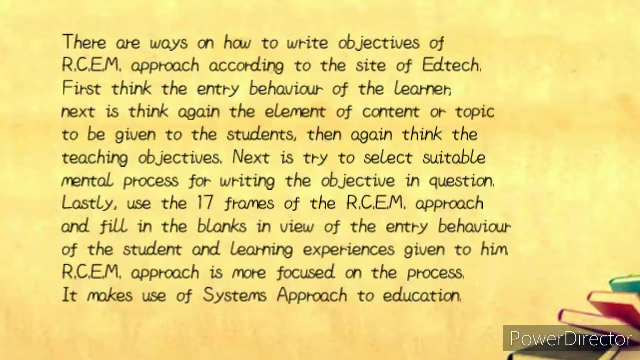 There are ways on how to write objectives of
R.C.E.M. approach according to the site of Edtech.
First think the entry behaviour of the learner,
next is think again the element of content or topic
to be given to the students, then again think the
teaching objectives. Next is try to select suitable
mental process for writing the objective in question.
Lastly, use the 17 frames of the R.C.E.M. approach
and fill in the blanks in view of the entry behaviour
of the student and learning experiences given to him.
R.C.E.M. approach is more focused on the process.
It makes use of Systems Approach to education.
PowerDirector